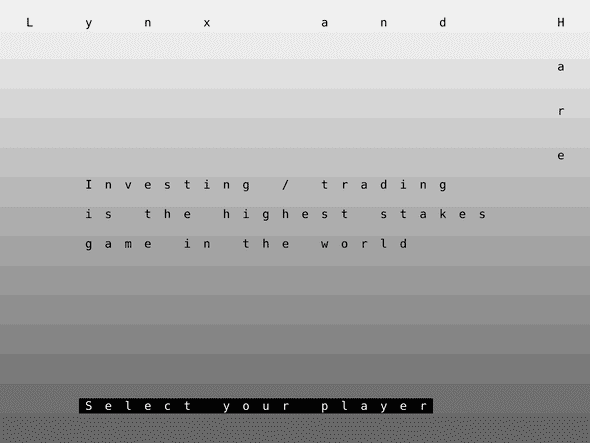 Lynx and Hare
Investing / trading
is the highest stakes
game in the world
Select your player